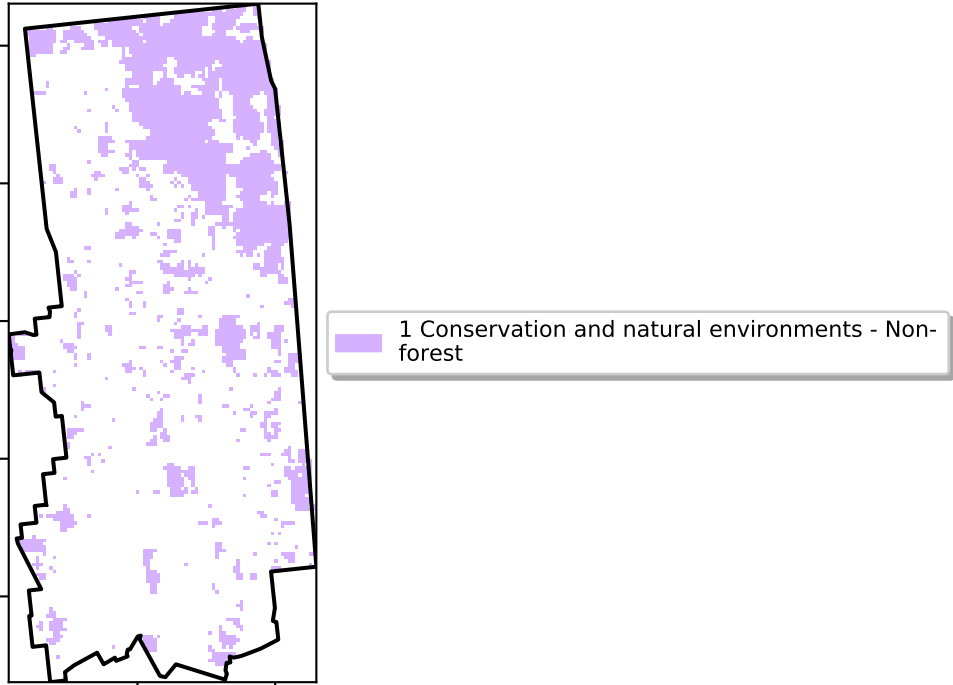 1 Conservation and natural environments - Non-
forest